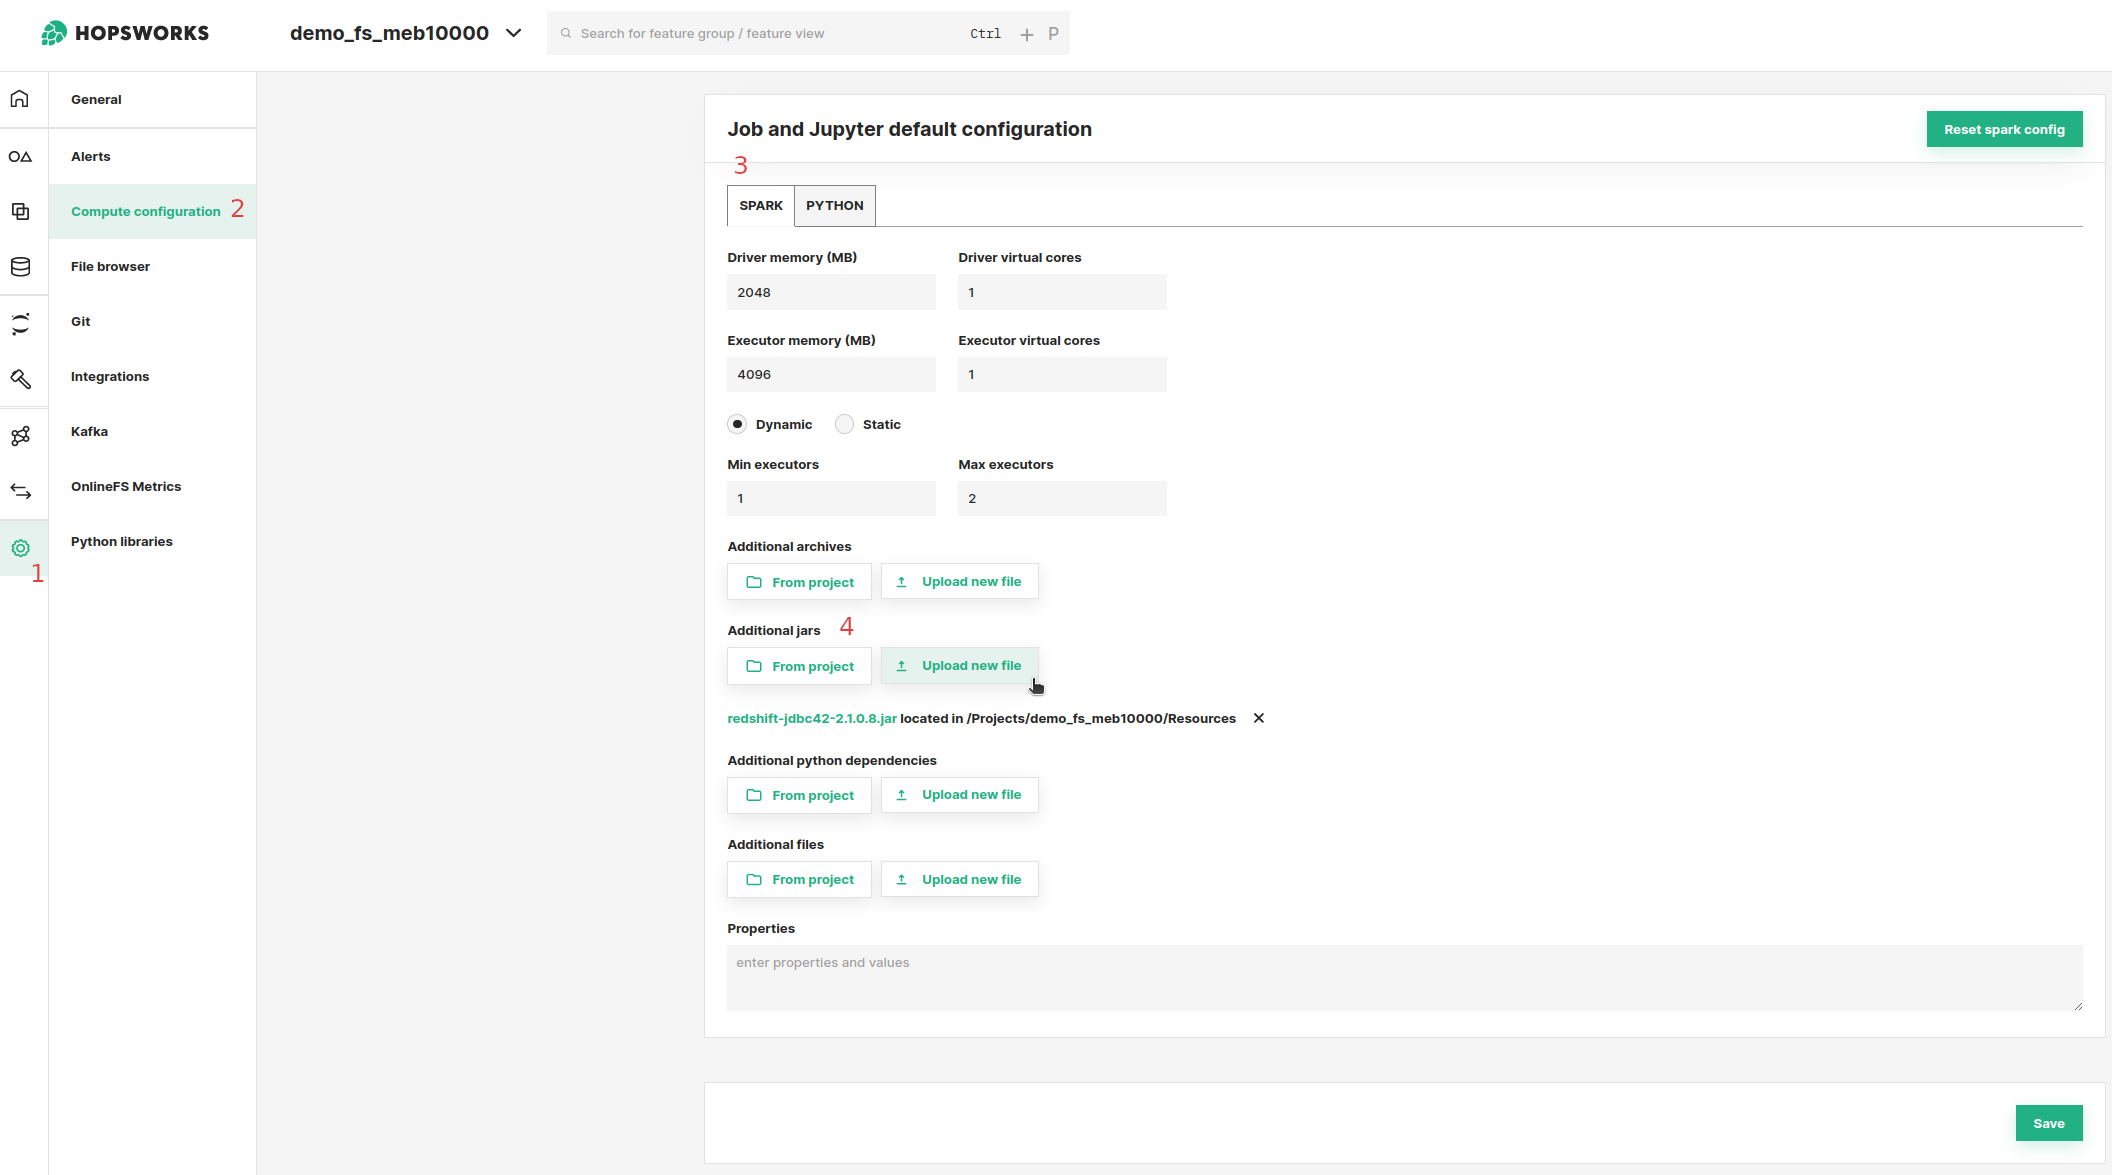 HOPSWORKS
demo_fs_meb10000
Search for feature group / feature view Ctrl + P
General
Alerts
Compute configuration 2
File browser
Git
Integrations
Kafka
OnlineFS Metrics
Python libraries
1
Job and Jupyter default configuration
Reset spark config
3
SPARK PYTHON
Driver memory (MB) Driver virtual cores
2048 1
Executor memory (MB) Executor virtual cores
4096 1
Dynamic Static
Min executors Max executors
1 2
Additional archives
From project Upload new file
Additional jars 4
From project Upload new file
redshift-jdbc42-2.1.0.8.jar located in /Projects/demo_fs_meb10000/Resources
Additional python dependencies
From project Upload new file
Additional files
From project Upload new file
Properties
enter properties and values
Save